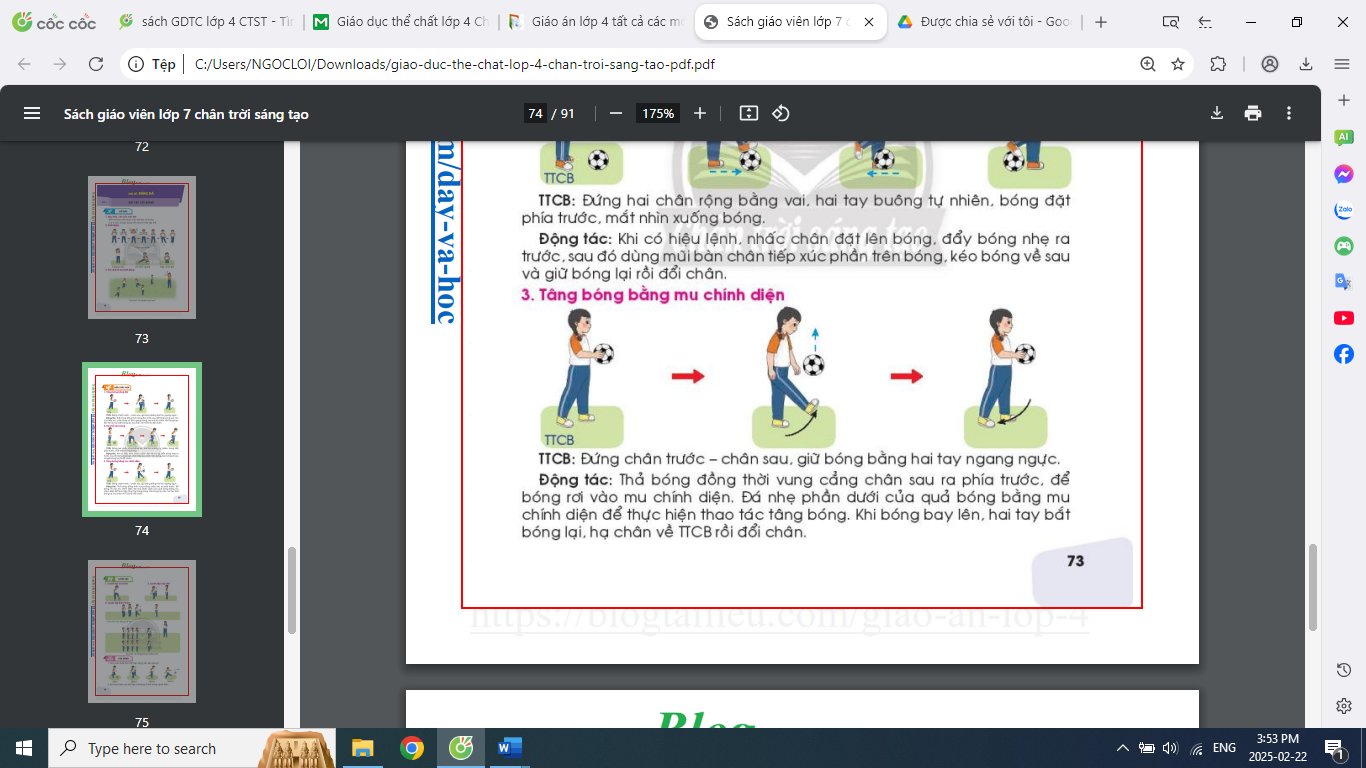 cốc cốc
sách GDTC lớp 4 CTST - Tìm
Giáo dục thể chất lớp 4 Ch
Giáo án lớp 4 tất cả các mô
Sách giáo viên lớp 7 c
Được chia sẻ với tôi - Goo
Tệp
C:/Users/NGOCLOI/Downloads/giao-duc-the-chat-lop-4-chan-troi-sang-tao-pdf.pdf
Sách giáo viên lớp 7 chân trời sáng tạo
74 / 91
175%
72
73
74
75
m/day-va-hoc
TTCB
TTCB: Đứng hai chân rộng bằng vai, hai tay buông tự nhiên, bóng đặt
phía trước, mắt nhìn xuống bóng.
Chân trời sáng tạo
Động tác: Khi có hiệu lệnh, nhấc chân đặt lên bóng, đẩy bóng nhẹ ra
trước, sau đó dùng mũi bàn chân tiếp xúc phần trên bóng, kéo bóng về sau
và giữ bóng lại rồi đổi chân.
3. Tâng bóng bằng mu chính diện
TTCB
TTCB: Đứng chân trước – chân sau, giữ bóng bằng hai tay ngang ngực.
Động tác: Thả bóng đồng thời vung cẳng chân sau ra phía trước, để
bóng rơi vào mu chính diện. Đá nhẹ phần dưới của quả bóng bằng mu
chính diện để thực hiện thao tác tâng bóng. Khi bóng bay lên, hai tay bắt
bóng lại, hạ chân về TTCB rồi đổi chân.
73
https://blogtailieu.com/giao-an-lop-4
Blog
AI
Zalo
Type here to search
ENG
3:53 PM
2025-02-22
1